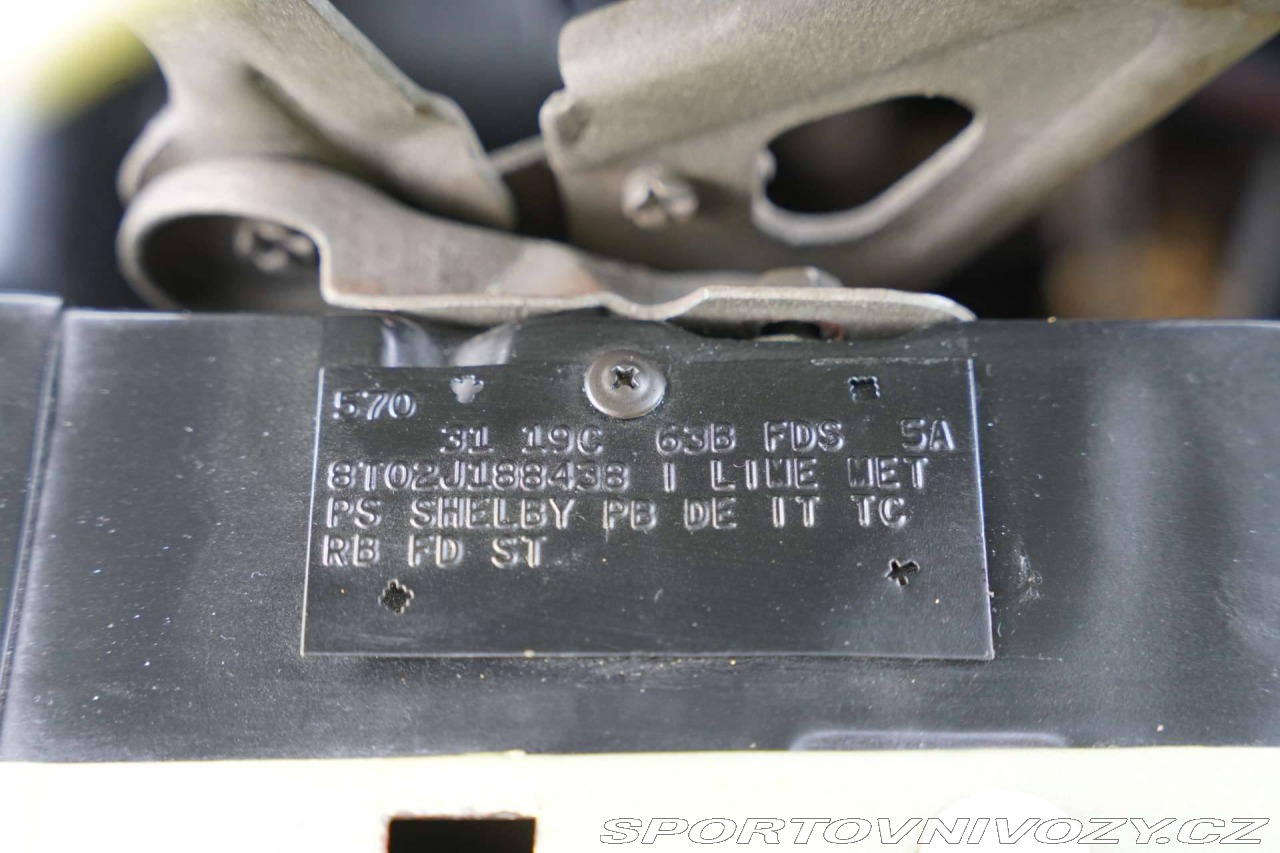 570
31 19C 63B FDS 5A
8T02J188438 I LIME MET
PS SHELBY PB DE IT TC
RB FD ST
SPORTOVNIVOZY.CZ